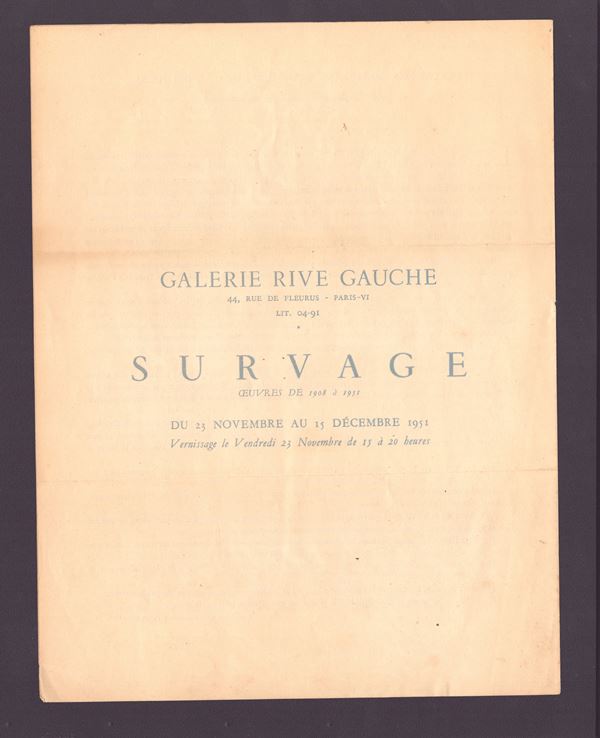 GALERIE RIVE GAUCHE
44, RUE DE FLEURUS - PARIS-VI
LIT. 04-91
*
SURVAGE
ŒUVRES DE 1908 à 1951
DU 23 NOVEMBRE AU 15 DÉCEMBRE 1951
Vernissage le Vendredi 23 Novembre de 15 à 20 heures